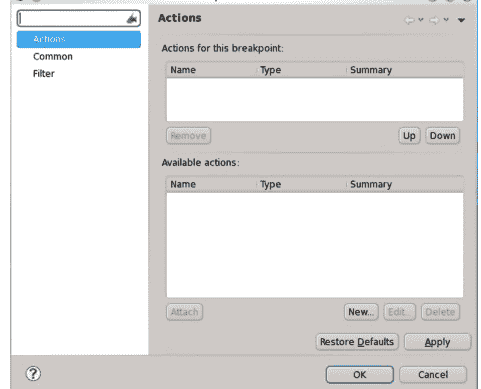 Actions
Actions
Common
Filter
Actions for this breakpoint:
Name Type Summary
Remove Up Down
Available actions:
Name Type Summary
Attach New... Edit... Delete
Restore Defaults Apply
? OK Cancel